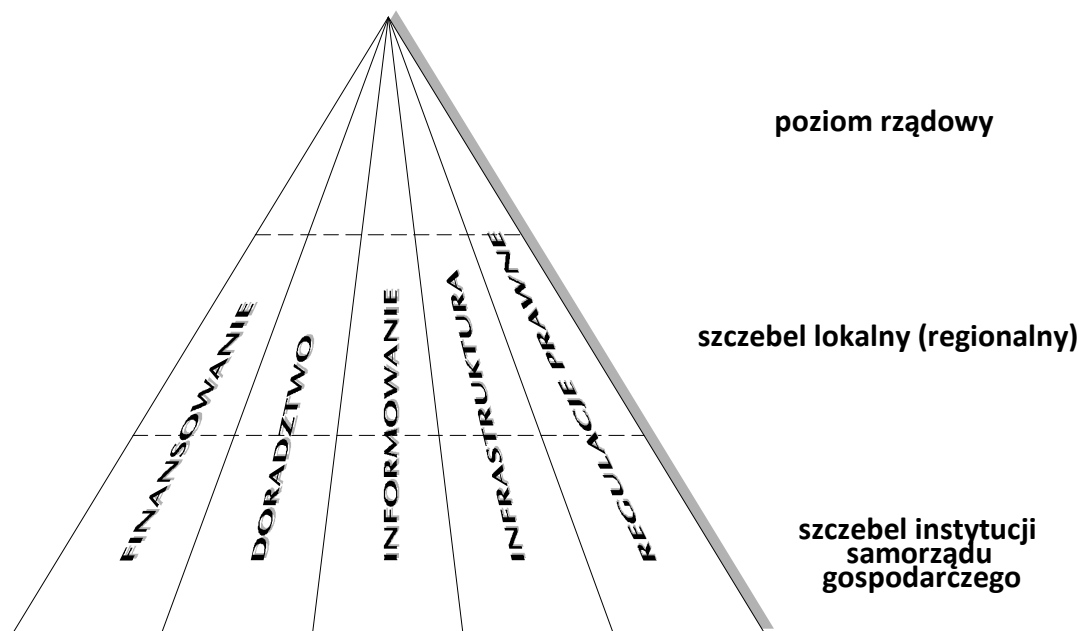 poziom rządowy
szczebel lokalny (regionalny)
szczebel instytucji
samorządu
gospodarczego
FINANSOWANIE
DORADZTWO
INFORMOWANIE
INFRASTRUKTURA
REGULACJE PRAWNE